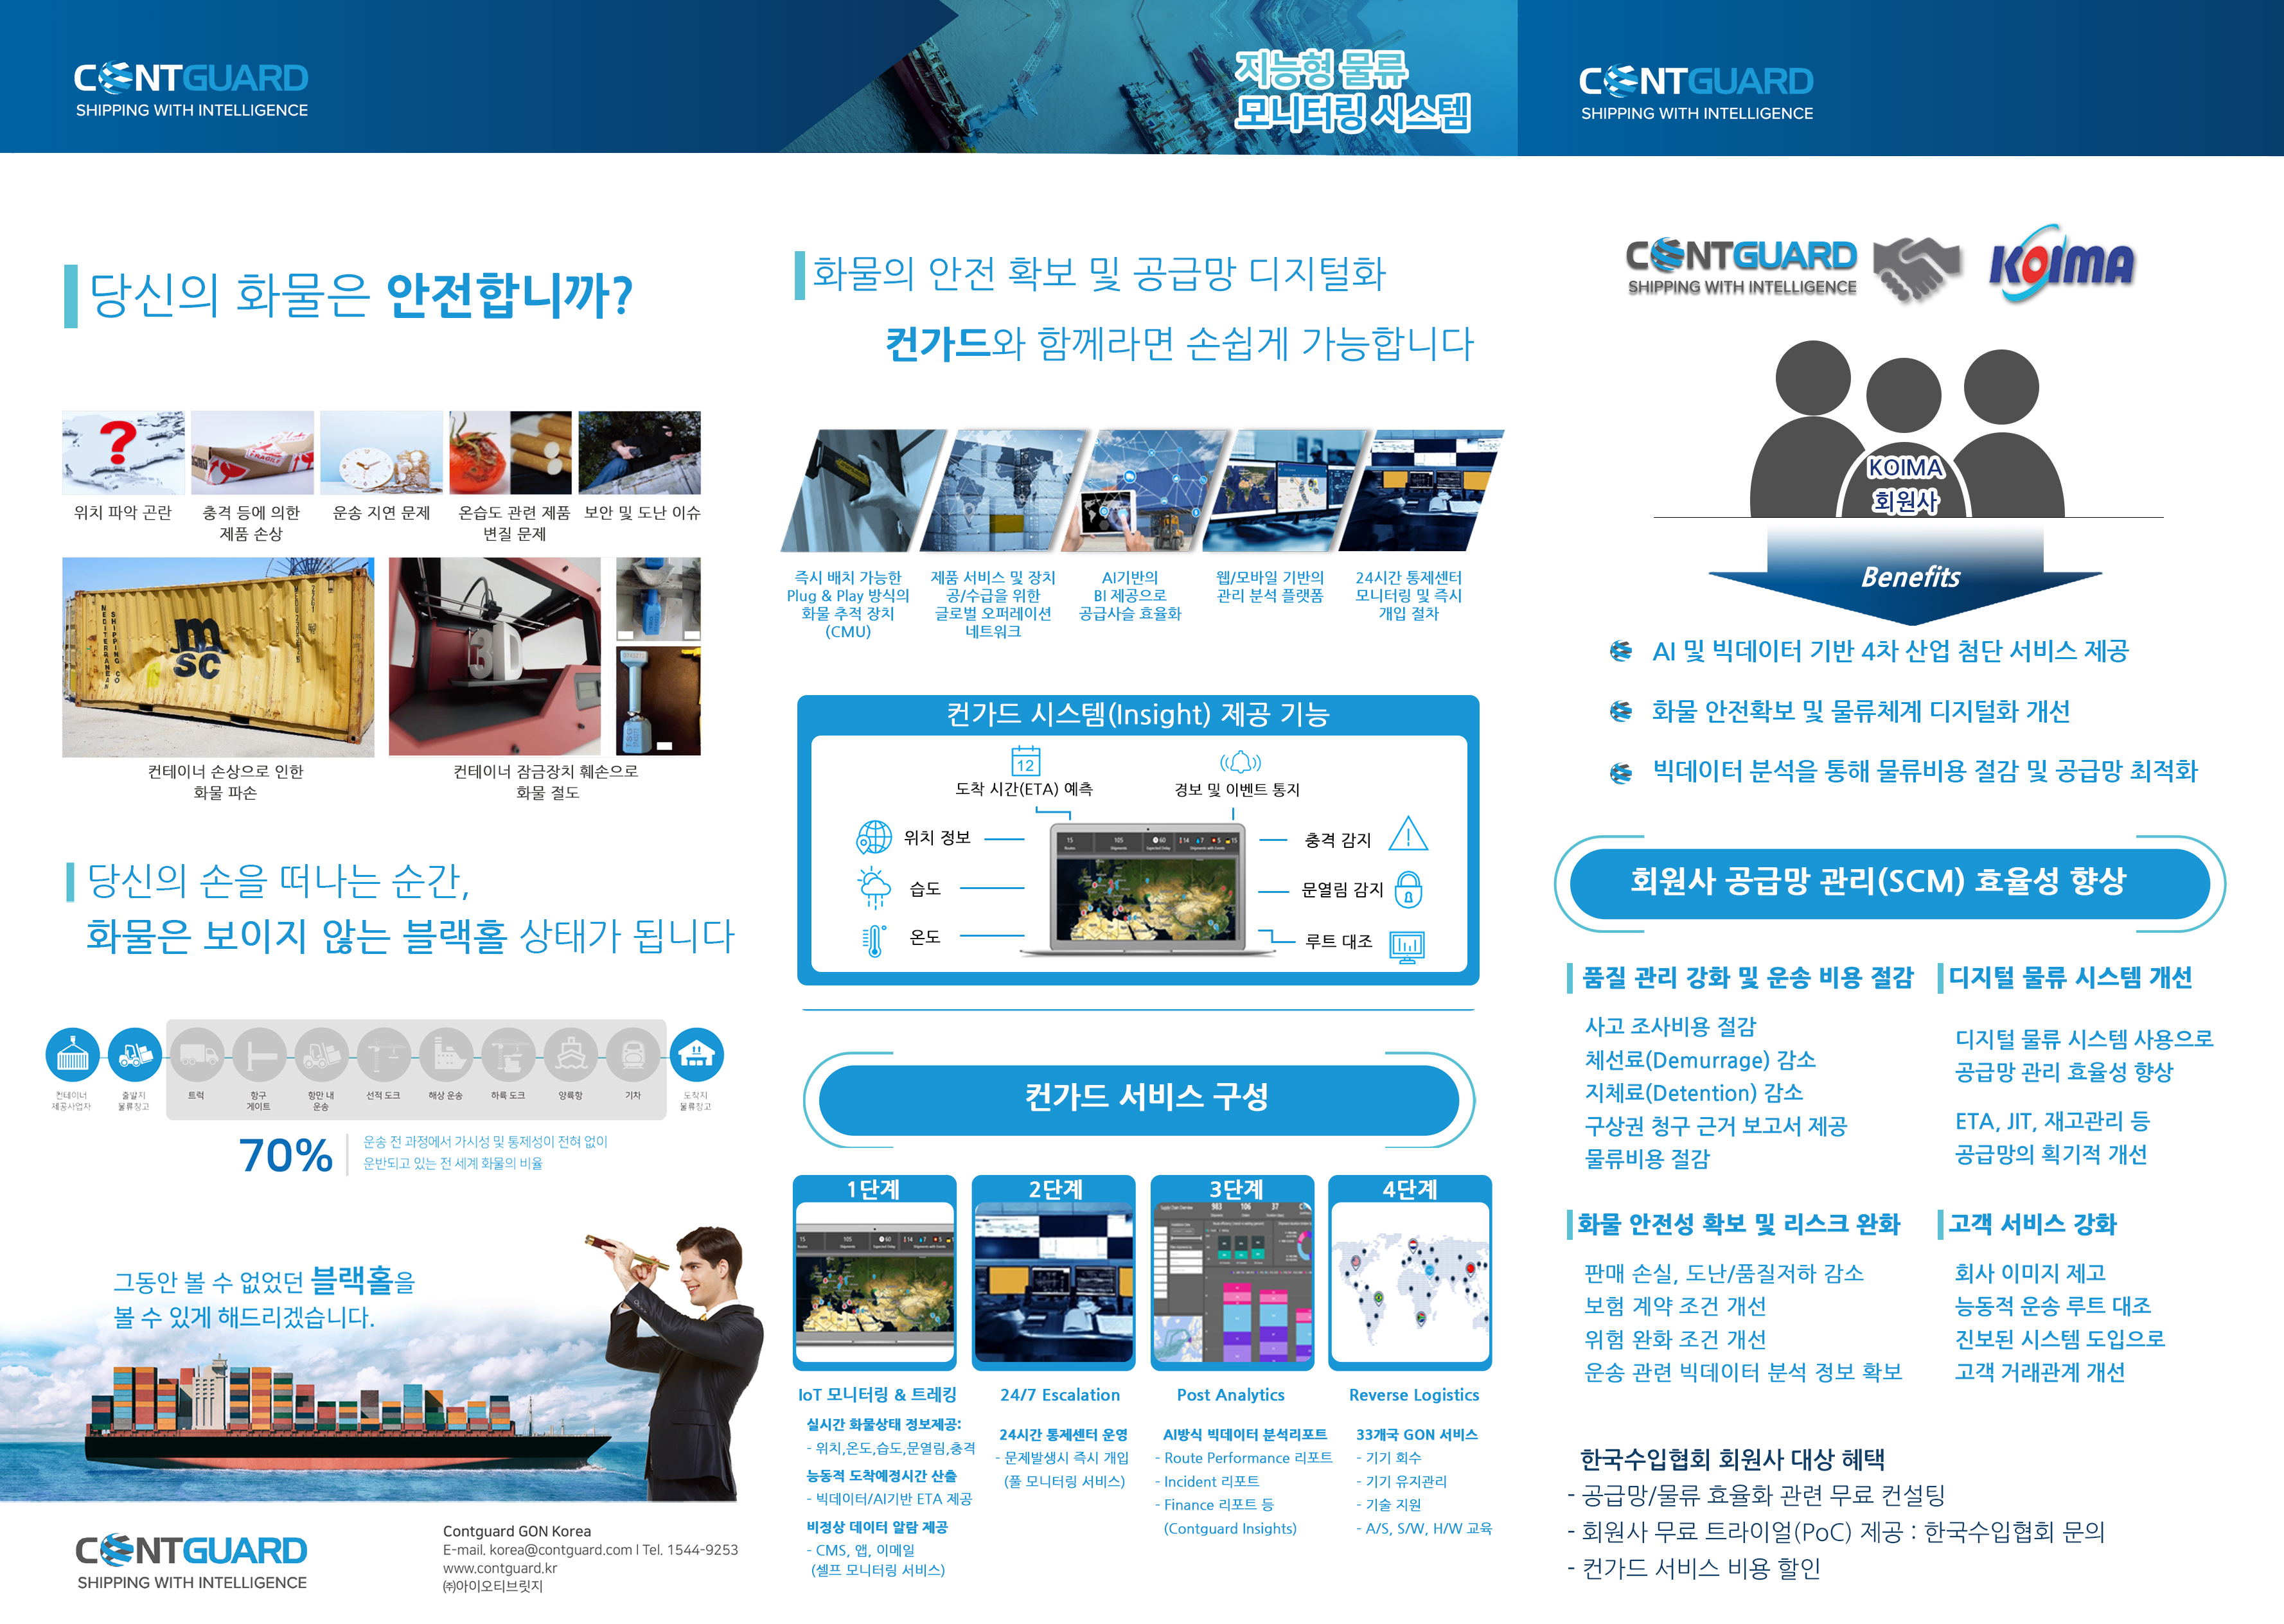 CONTGUARD
SHIPPING WITH INTELLIGENCE
지능형 물류
모니터링 시스템
CONTGUARD
SHIPPING WITH INTELLIGENCE
당신의 화물은 안전합니까?
?
FRAGILE
위치 파악 곤란
충격 등에 의한
제품 손상
운송 지연 문제
온습도 관련 제품
변질 문제
보안 및 도난 이슈
MEDITERRANEAN
SHIPPING CO
m
SC
3D
컨테이너 손상으로 인한
화물 파손
컨테이너 잠금장치 훼손으로
화물 절도
당신의 손을 떠나는 순간,
화물은 보이지 않는 블랙홀 상태가 됩니다
컨테이너
제공사업자
출발지
물류창고
트럭
항구
게이트
항만 내
운송
선적 도크
해상 운송
하륙 도크
양륙항
기차
도착지
물류창고
70%
운송 전 과정에서 가시성 및 통제성이 전혀 없이
운반되고 있는 전 세계 화물의 비율
그동안 볼 수 없었던 블랙홀을
볼 수 있게 해드리겠습니다.
CONTGUARD
SHIPPING WITH INTELLIGENCE
Contguard GON Korea
E-mail. korea@contguard.com l Tel. 1544-9253
www.contguard.kr
㈜아이오티브릿지
화물의 안전 확보 및 공급망 디지털화
컨가드와 함께라면 손쉽게 가능합니다
즉시 배치 가능한
Plug & Play 방식의
화물 추적 장치
(CMU)
제품 서비스 및 장치
공/수급을 위한
글로벌 오퍼레이션
네트워크
AI기반의
BI 제공으로
공급사슬 효율화
웹/모바일 기반의
관리 분석 플랫폼
24시간 통제센터
모니터링 및 즉시
개입 절차
컨가드 시스템(Insight) 제공 기능
12
도착 시간(ETA) 예측
경보 및 이벤트 통지
위치 정보
습도
온도
충격 감지
문열림 감지
루트 대조
15 105 60 14 7 5 15
컨가드 서비스 구성
1단계
2단계
3단계
4단계
15 105 60 14 7 5
Supply Chain Overview
983 106 37
IoT 모니터링 & 트레킹
실시간 화물상태 정보제공:
- 위치,온도,습도,문열림,충격
능동적 도착예정시간 산출
- 빅데이터/AI기반 ETA 제공
비정상 데이터 알람 제공
- CMS, 앱, 이메일
(셀프 모니터링 서비스)
24/7 Escalation
24시간 통제센터 운영
- 문제발생시 즉시 개입
(풀 모니터링 서비스)
Post Analytics
AI방식 빅데이터 분석리포트
- Route Performance 리포트
- Incident 리포트
- Finance 리포트 등
(Contguard Insights)
Reverse Logistics
33개국 GON 서비스
- 기기 회수
- 기기 유지관리
- 기술 지원
- A/S, S/W, H/W 교육
CONTGUARD
SHIPPING WITH INTELLIGENCE
KOIMA
KOIMA
회원사
Benefits
AI 및 빅데이터 기반 4차 산업 첨단 서비스 제공
화물 안전확보 및 물류체계 디지털화 개선
빅데이터 분석을 통해 물류비용 절감 및 공급망 최적화
회원사 공급망 관리(SCM) 효율성 향상
품질 관리 강화 및 운송 비용 절감
사고 조사비용 절감
체선료(Demurrage) 감소
지체료(Detention) 감소
구상권 청구 근거 보고서 제공
물류비용 절감
디지털 물류 시스템 개선
디지털 물류 시스템 사용으로
공급망 관리 효율성 향상
ETA, JIT, 재고관리 등
공급망의 획기적 개선
화물 안전성 확보 및 리스크 완화
판매 손실, 도난/품질저하 감소
보험 계약 조건 개선
위험 완화 조건 개선
운송 관련 빅데이터 분석 정보 확보
고객 서비스 강화
회사 이미지 제고
능동적 운송 루트 대조
진보된 시스템 도입으로
고객 거래관계 개선
한국수입협회 회원사 대상 혜택
- 공급망/물류 효율화 관련 무료 컨설팅
- 회원사 무료 트라이얼(PoC) 제공 : 한국수입협회 문의
- 컨가드 서비스 비용 할인